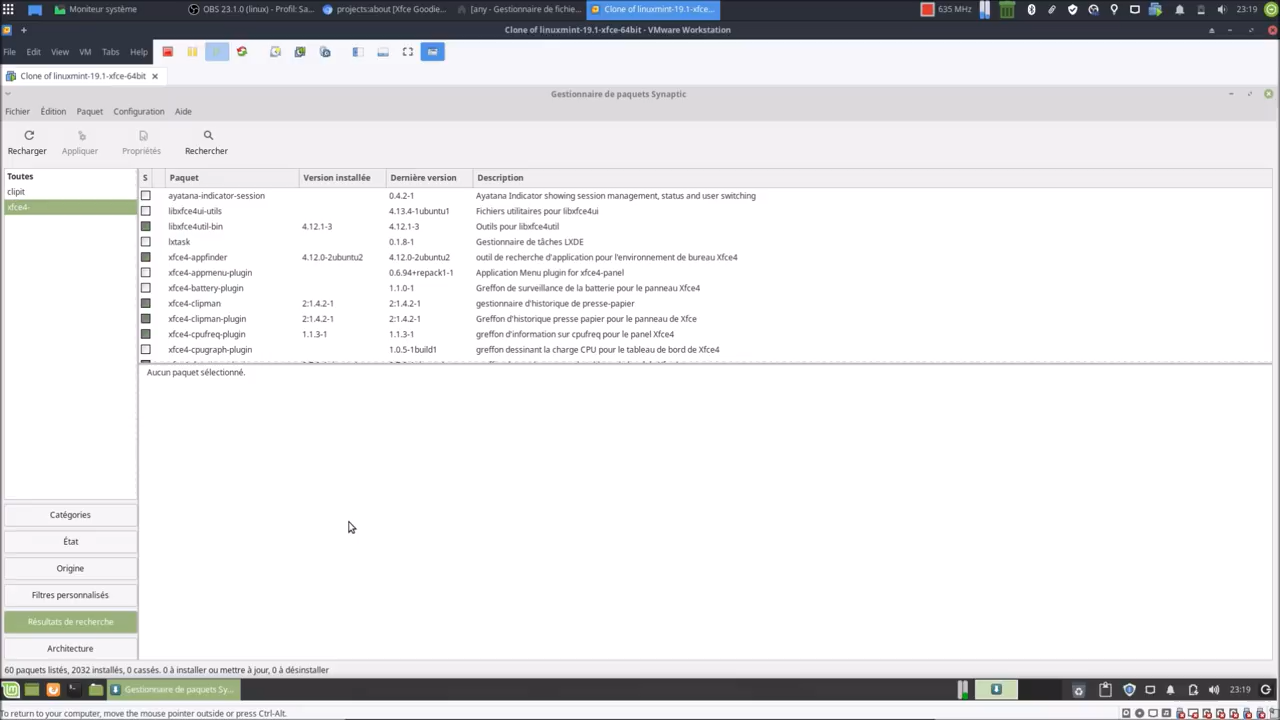 Moniteur système
OBS 23.1.0 (linux) - Profil: Sa...
projects:about [Xfce Goodie...
[any - Gestionnaire de fichie...
Clone of linuxmint-19.1-xfce...
635 MHz
23:19
Clone of linuxmint-19.1-xfce-64bit - VMware Workstation
File Edit View VM Tabs Help
Clone of linuxmint-19.1-xfce-64bit
Gestionnaire de paquets Synaptic
Fichier Édition Paquet Configuration Aide
Recharger Appliquer Propriétés Rechercher
Toutes
clipit
xfce4-
S Paquet Version installée Dernière version Description
ayatana-indicator-session 0.4.2-1 Ayatana Indicator showing session management, status and user switching
libxfce4ui-utils 4.13.4-1ubuntu1 Fichiers utilitaires pour libxfce4ui
libxfce4util-bin 4.12.1-3 4.12.1-3 Outils pour libxfce4util
lxtask 0.1.8-1 Gestionnaire de tâches LXDE
xfce4-appfinder 4.12.0-2ubuntu2 4.12.0-2ubuntu2 outil de recherche d'application pour l'environnement de bureau Xfce4
xfce4-appmenu-plugin 0.6.94+repack1-1 Application Menu plugin for xfce4-panel
xfce4-battery-plugin 1.1.0-1 Greffon de surveillance de la batterie pour le panneau Xfce4
xfce4-clipman 2:1.4.2-1 2:1.4.2-1 gestionnaire d'historique de presse-papier
xfce4-clipman-plugin 2:1.4.2-1 2:1.4.2-1 Greffon d'historique presse papier pour le panneau de Xfce
xfce4-cpufreq-plugin 1.1.3-1 1.1.3-1 greffon d'information sur cpufreq pour le panel Xfce4
xfce4-cpugraph-plugin 1.0.5-1build1 greffon dessinant la charge CPU pour le tableau de bord de Xfce4
Aucun paquet sélectionné.
Catégories
État
Origine
Filtres personnalisés
Résultats de recherche
Architecture
60 paquets listés, 2032 installés, 0 cassés. 0 à installer ou mettre à jour, 0 à désinstaller
Gestionnaire de paquets Sy...
23:19
To return to your computer, move the mouse pointer outside or press Ctrl-Alt.